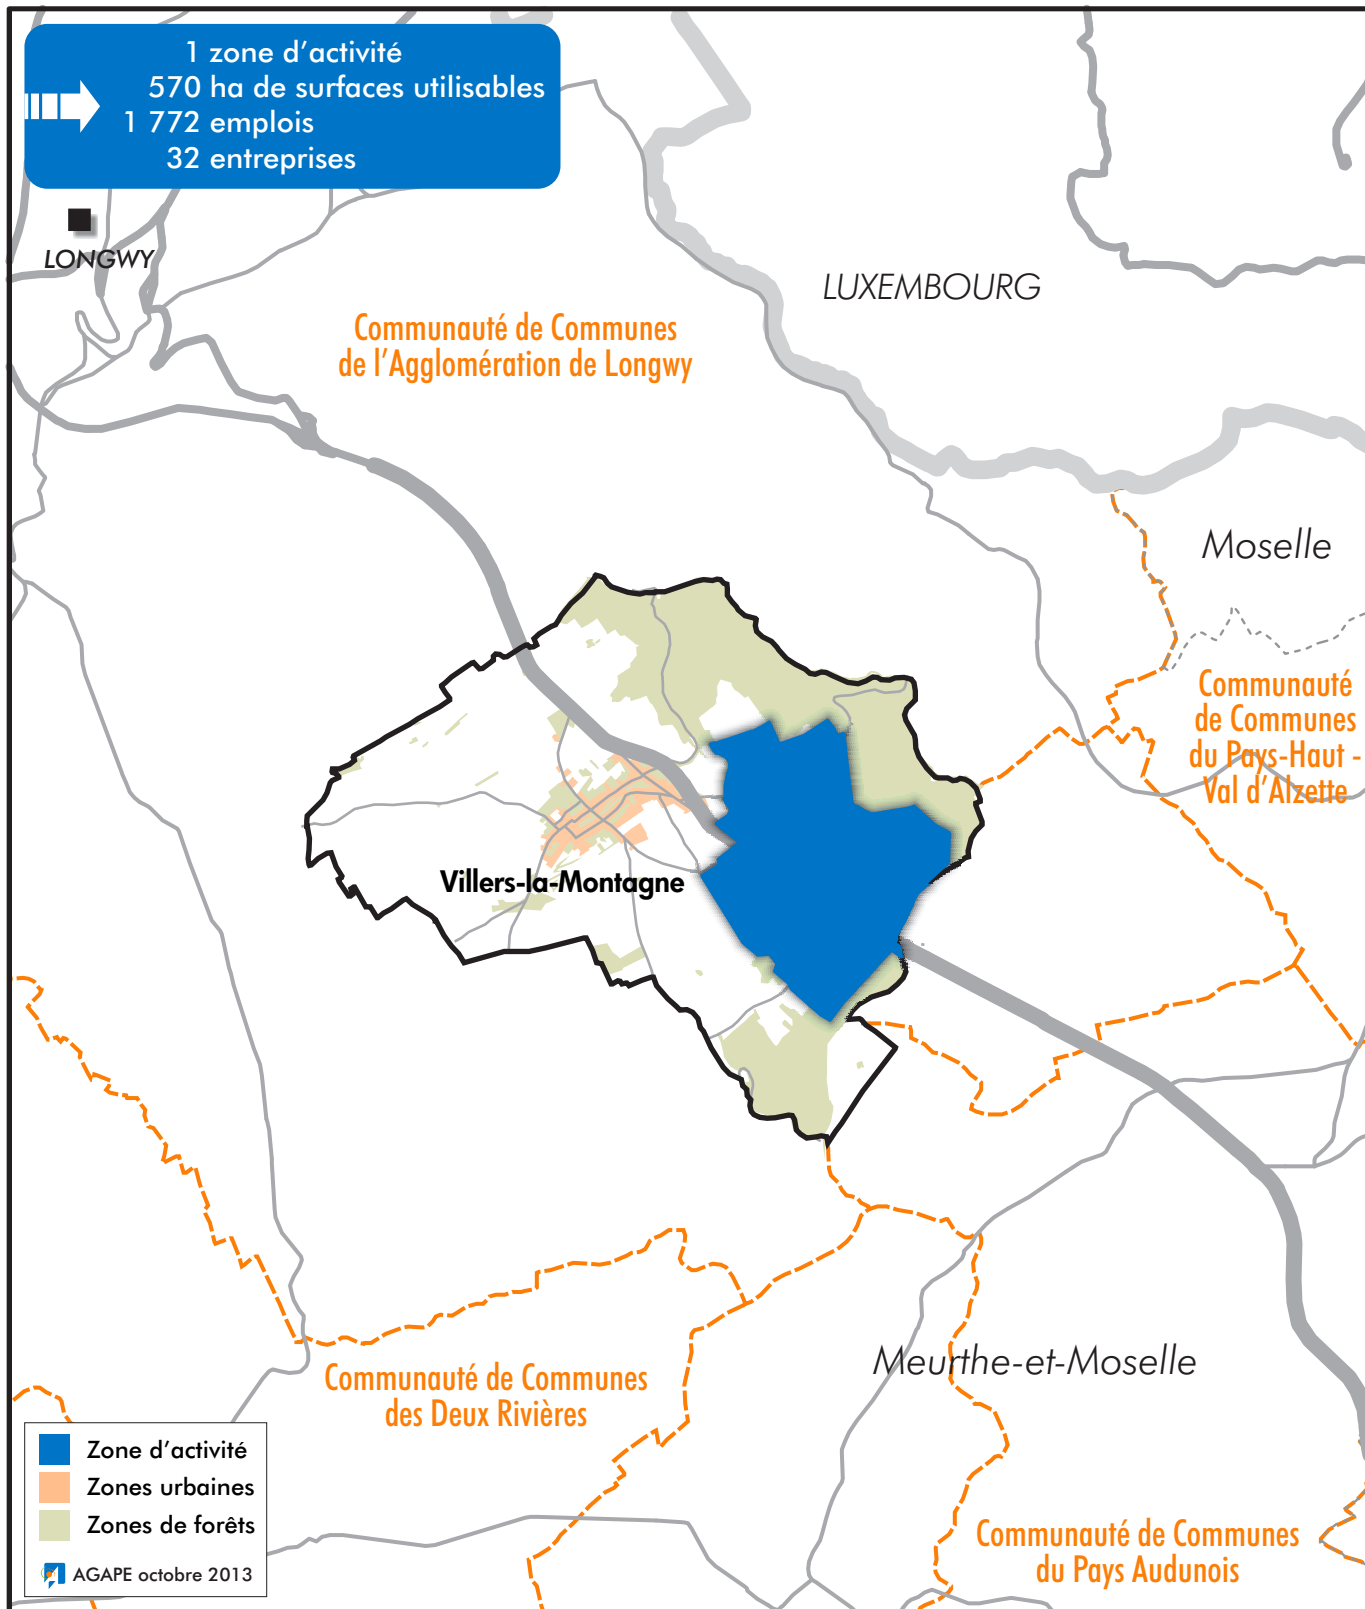 1 zone d'activité
570 ha de surfaces utilisables
1 772 emplois
32 entreprises
LONGWY
LUXEMBOURG
Communauté de Communes
de l'Agglomération de Longwy
Moselle
Communauté
de Communes
du Pays-Haut -
Val d'Alzette
Villers-la-Montagne
Meurthe-et-Moselle
Communauté de Communes
des Deux Rivières
Zone d'activité
Zones urbaines
Zones de forêts
AGAPE octobre 2013
Communauté de Communes
du Pays Audunois